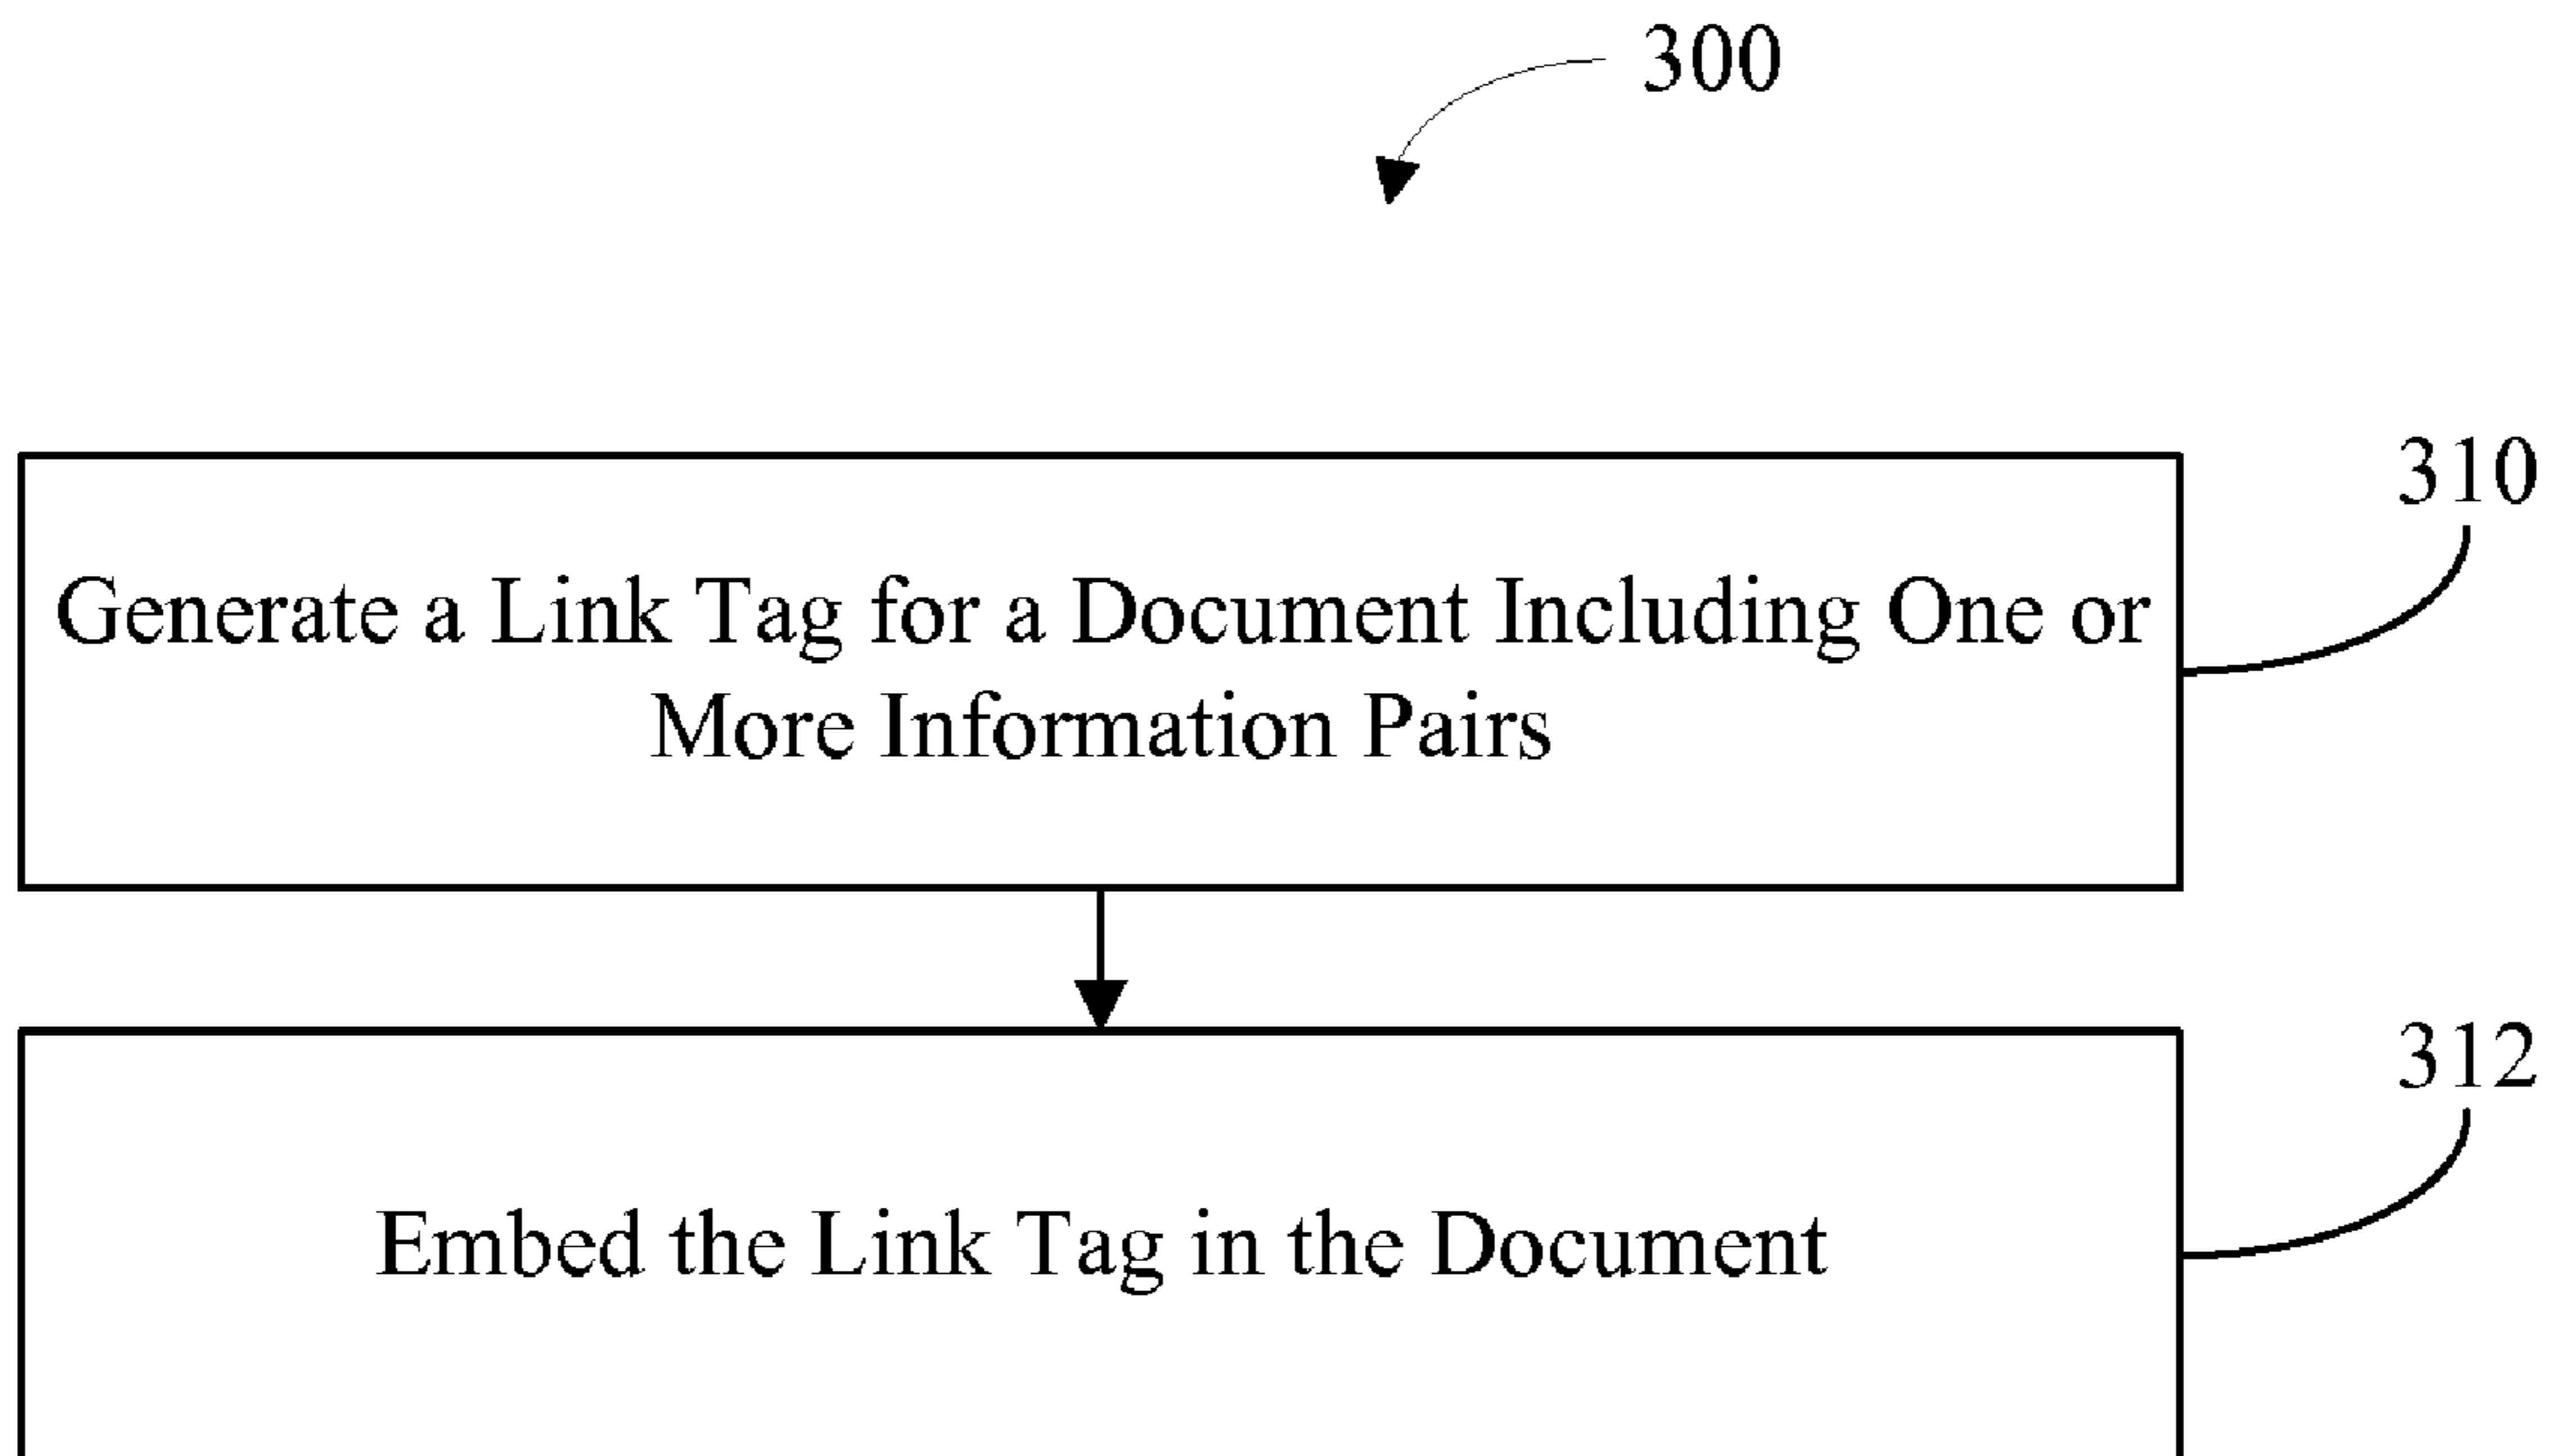 300
310
Generate a Link Tag for a Document Including One or
More Information Pairs
312
Embed the Link Tag in the Document